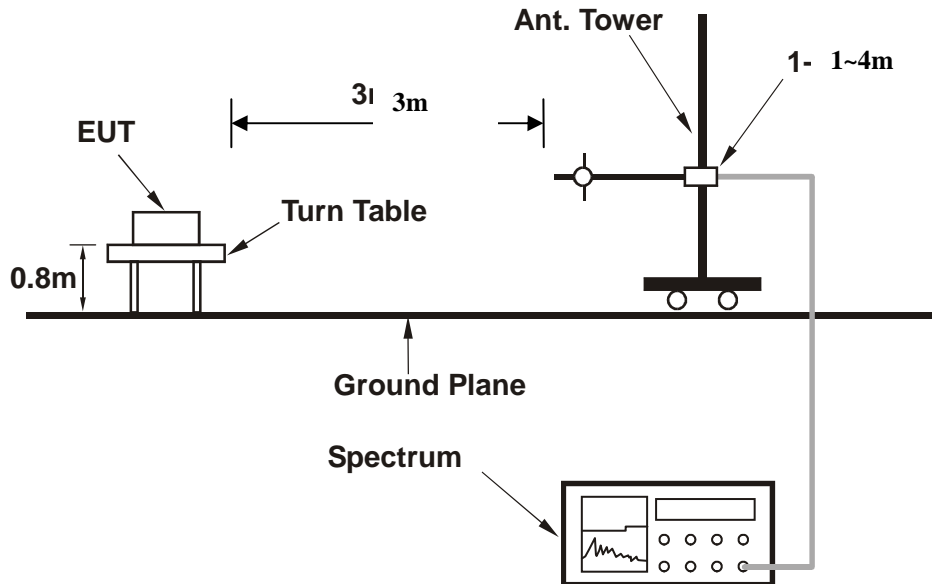 Ant. Tower
1- 1~4m
3m
EUT
Turn Table
0.8m
Ground Plane
Spectrum